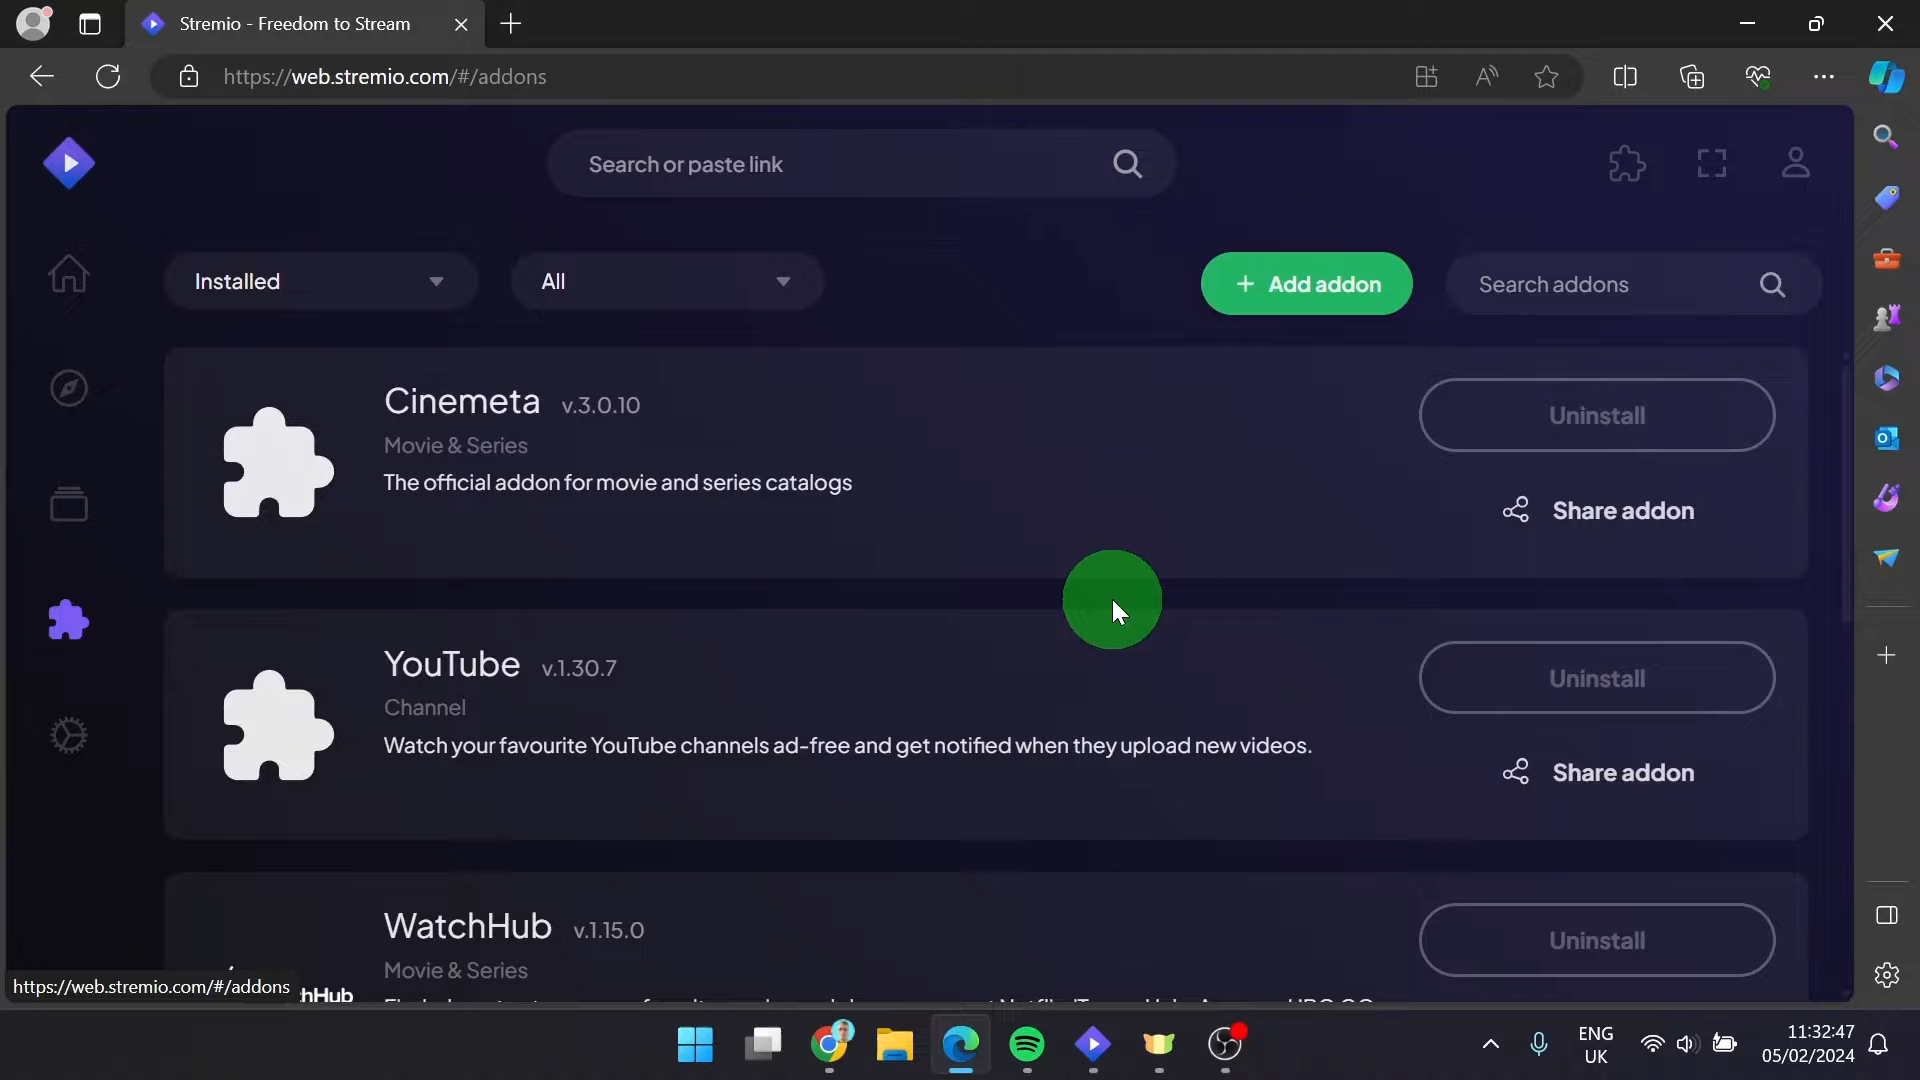 Stremio - Freedom to Stream
https://web.stremio.com/#/addons
Search or paste link
Installed
All
+ Add addon
Search addons
Cinemeta v.3.0.10
Movie & Series
The official addon for movie and series catalogs
Uninstall
Share addon
YouTube v.1.30.7
Channel
Watch your favourite YouTube channels ad-free and get notified when they upload new videos.
Uninstall
Share addon
WatchHub v.1.15.0
Movie & Series
Uninstall
https://web.stremio.com/#/addons
hHub
ENG
UK
11:32:47
05/02/2024